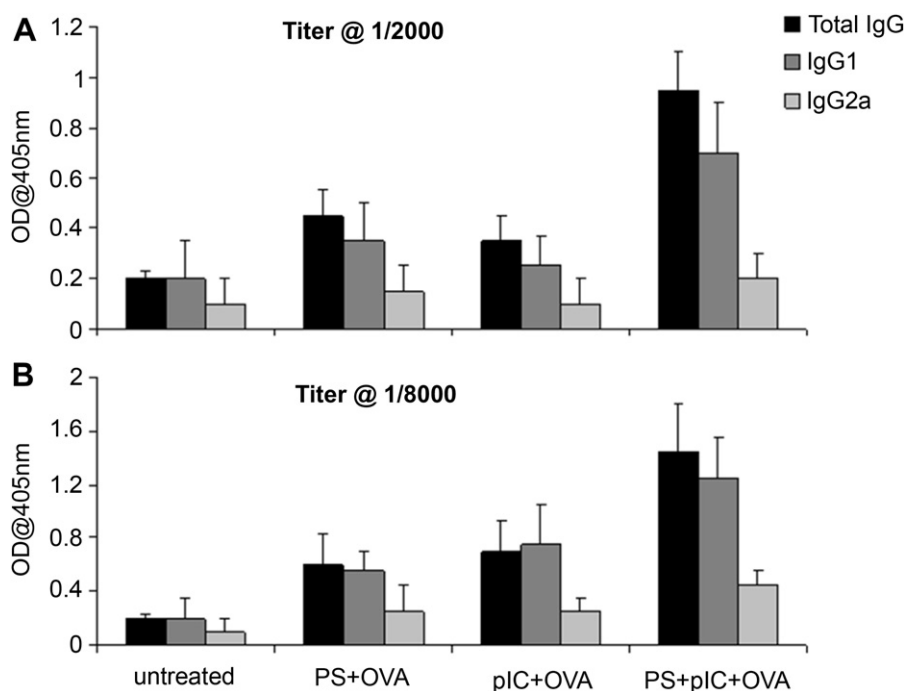 A
Titer @ 1/2000
Total IgG
IgG1
IgG2a
OD@405nm
1.2
1
0.8
0.6
0.4
0.2
0
B
Titer @ 1/8000
OD@405nm
2
1.6
1.2
0.8
0.4
0
untreated PS+OVA pIC+OVA PS+pIC+OVA